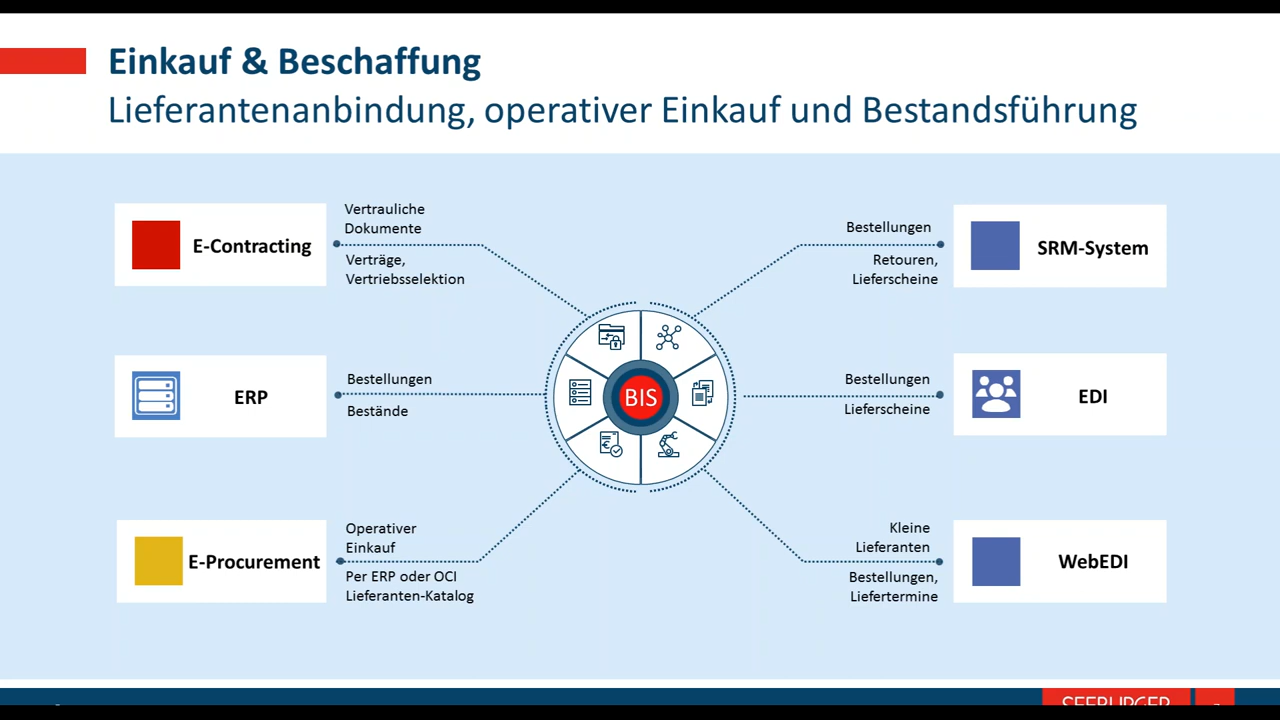 Einkauf & Beschaffung
Lieferantenanbindung, operativer Einkauf und Bestandsführung
E-Contracting
Vertrauliche
Dokumente
Verträge,
Vertriebsselektion
Bestellungen
Retouren,
Lieferscheine
SRM-System
ERP
Bestellungen
Bestände
BIS
Bestellungen
Lieferscheine
EDI
E-Procurement
Operativer
Einkauf
Per ERP oder OCI
Lieferanten-Katalog
Kleine
Lieferanten
Bestellungen,
Liefertermine
WebEDI
SEEBURGER